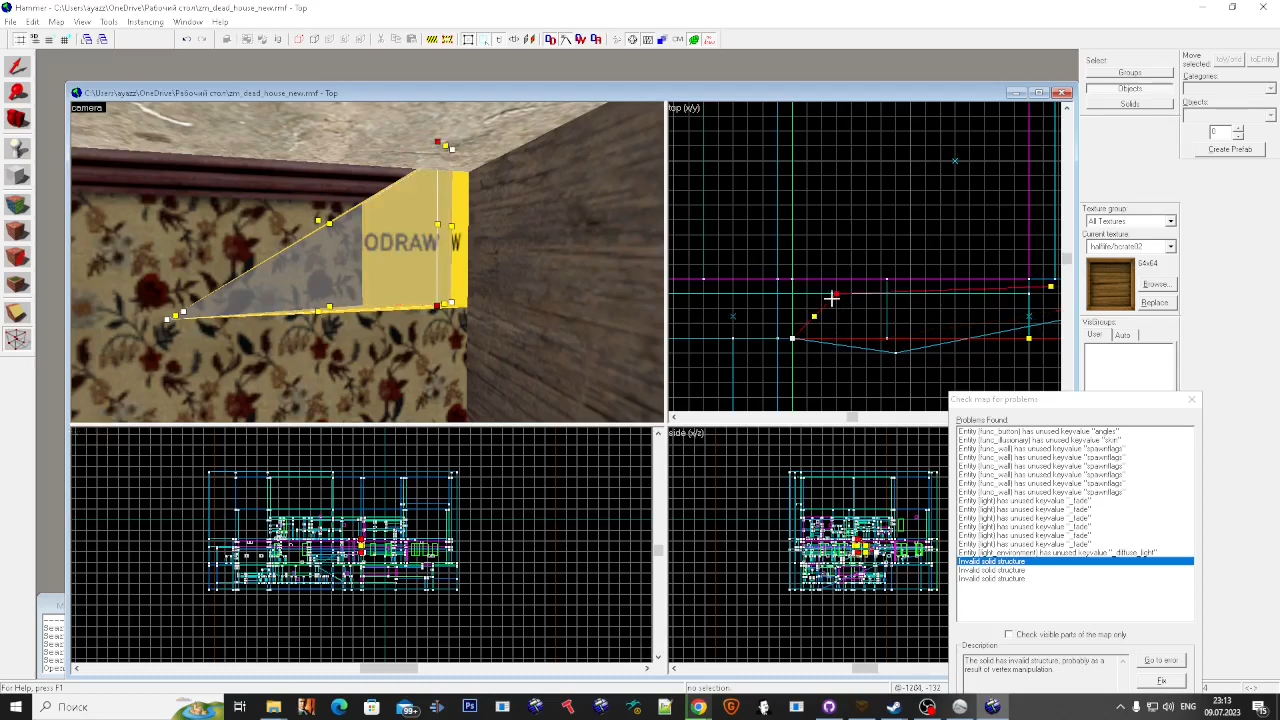 Hammer - [C:\Users\ayazz\OneDrive\Рабочий стол\zm_dead_house_new.rmf - Top]
File Edit Map View Tools Instancing Window Help
C:\Users\ayazz\OneDrive\Рабочий стол\zm_dead_house_new.rmf - Top
camera
top (x/y)
side (x/z)
ODRAW
W
Select:
Groups
Objects
Solids
Move selected:
toWorld
toEntity
Categories:
Objects:
0
Create Prefab
Texture group:
All Textures
Current texture:
halflife/bcrate02
64x64
Browse...
Replace
VisGroups:
User
Auto
Check map for problems
Problems Found:
Entity (func_button) has unused keyvalue "angles"
Entity (func_illusionary) has unused keyvalue "skin"
Entity (func_wall) has unused keyvalue "spawnflags"
Entity (func_wall) has unused keyvalue "spawnflags"
Entity (func_wall) has unused keyvalue "spawnflags"
Entity (func_wall) has unused keyvalue "spawnflags"
Entity (func_wall) has unused keyvalue "spawnflags"
Entity (func_wall) has unused keyvalue "spawnflags"
Entity (light) has unused keyvalue "_fade"
Entity (light) has unused keyvalue "_fade"
Entity (light) has unused keyvalue "_fade"
Entity (light) has unused keyvalue "_fade"
Entity (light) has unused keyvalue "_fade"
Entity (light) has unused keyvalue "_fade"
Entity (light_environment) has unused keyvalue "_diffuse_light"
Invalid solid structure
Invalid solid structure
Invalid solid structure
Check visible parts of the map only
Description
The solid has invalid structure, probably as a
result of vertex manipulation.
Go to error
Fix
For Help, press F1
no selection.
@-1264, -132
Поиск
99+
ENG
23:13
09.07.2023